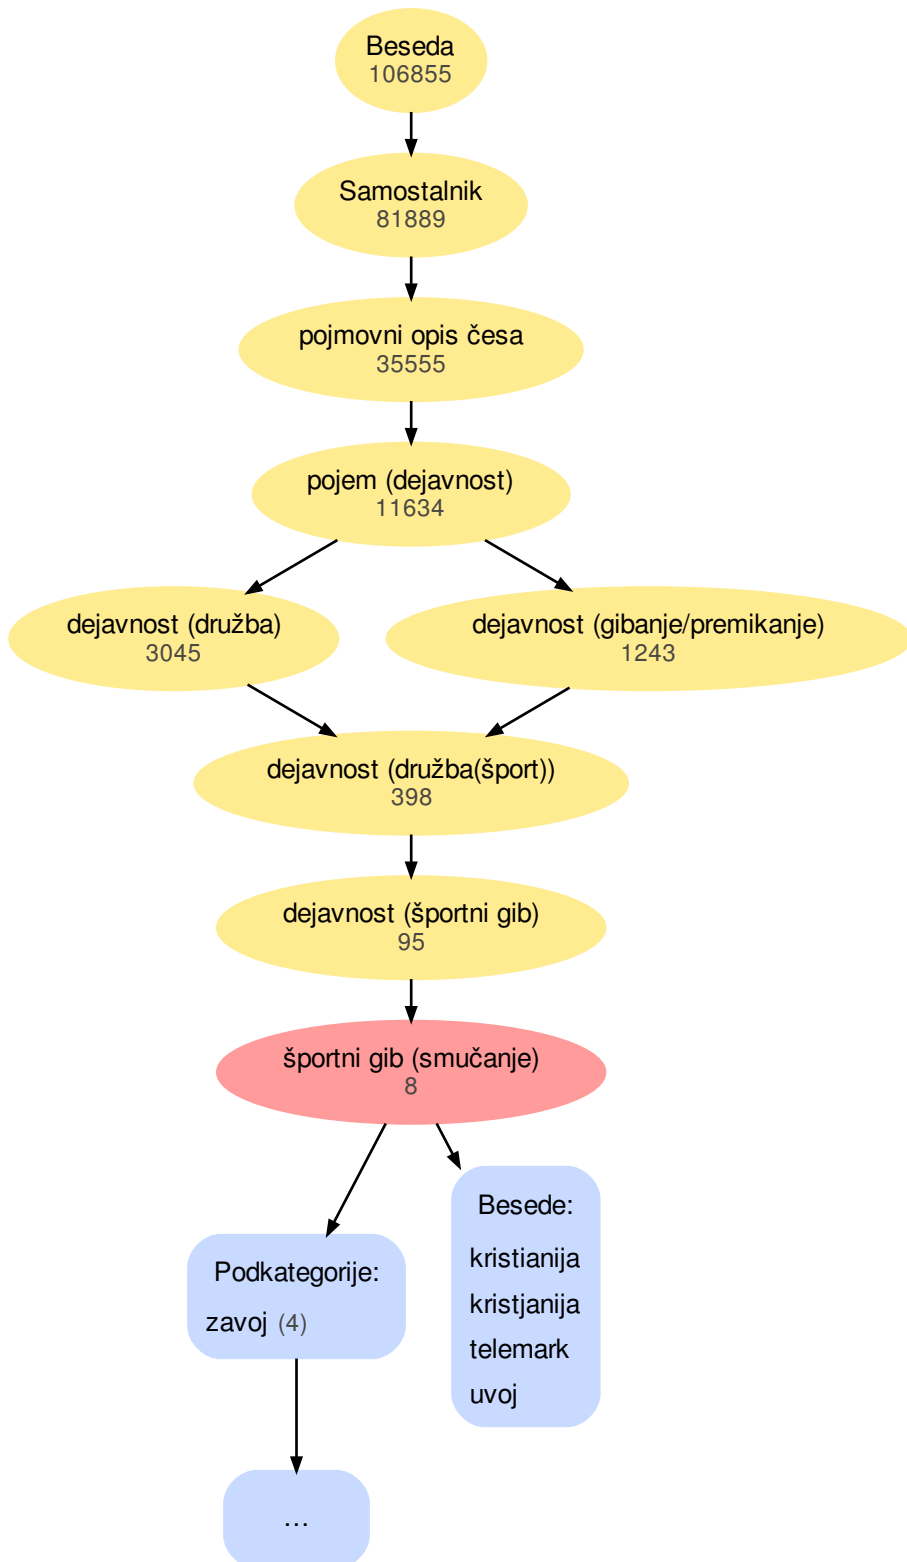 Beseda
106855
Samostalnik
81889
pojmovni opis česa
35555
pojem (dejavnost)
11634
dejavnost (družba)
3045
dejavnost (gibanje/premikanje)
1243
dejavnost (družba(šport))
398
dejavnost (športni gib)
95
športni gib (smučanje)
8
Podkategorije:
zavoj (4)
Besede:
kristianija
kristjanija
telemark
uvoj
...